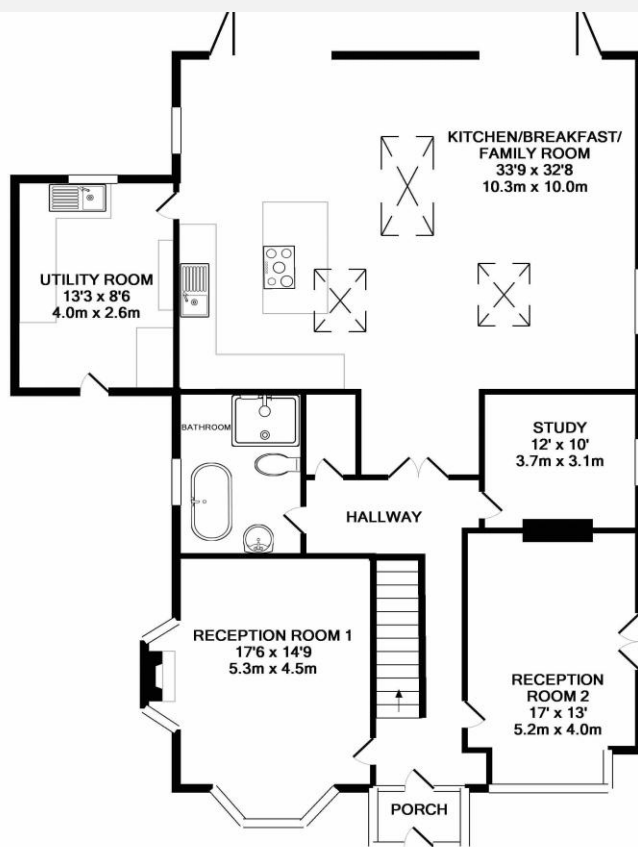 KITCHEN/BREAKFAST/
FAMILY ROOM
33'9 x 32'8
10.3m x 10.0m
UTILITY ROOM
13'3 x 8'6
4.0m x 2.6m
BATHROOM
STUDY
12' x 10'
3.7m x 3.1m
HALLWAY
RECEPTION ROOM 1
17'6 x 14'9
5.3m x 4.5m
RECEPTION
ROOM 2
17' x 13'
5.2m x 4.0m
PORCH